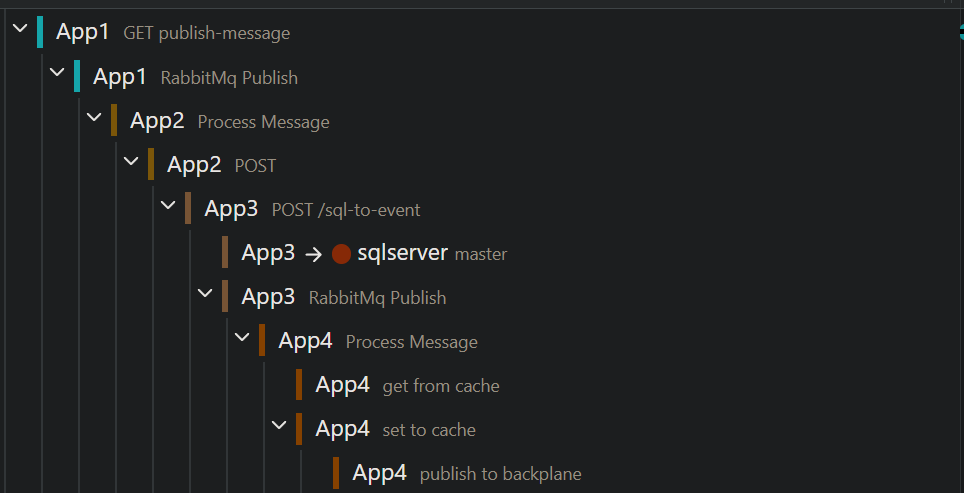 App1 GET publish-message
App1 RabbitMq Publish
App2 Process Message
App2 POST
App3 POST /sql-to-event
App3 → sqlserver master
App3 RabbitMq Publish
App4 Process Message
App4 get from cache
App4 set to cache
App4 publish to backplane